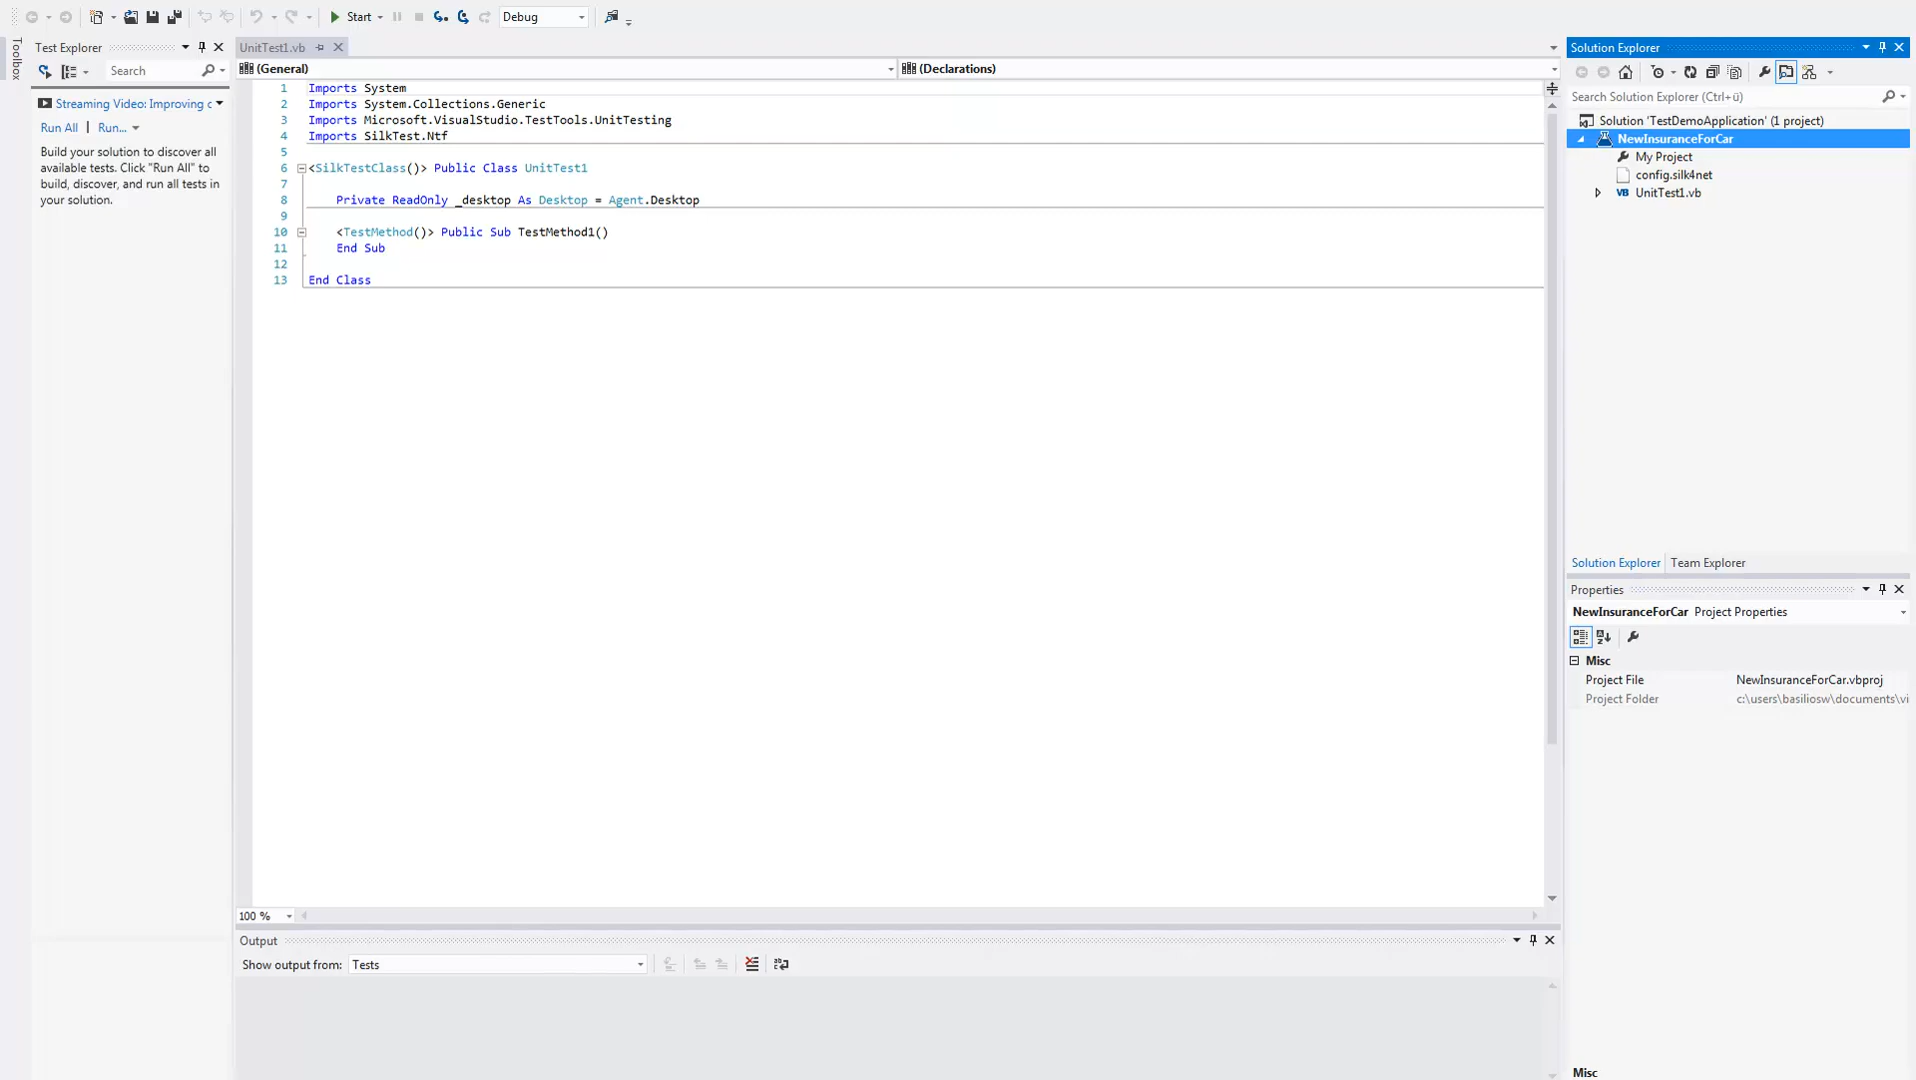 Start
Debug
Toolbox
Test Explorer
Search
Streaming Video: Improving c
Run All | Run...
Build your solution to discover all
available tests. Click "Run All" to
build, discover, and run all tests in
your solution.
UnitTest1.vb
(General)
(Declarations)
1 Imports System
2 Imports System.Collections.Generic
3 Imports Microsoft.VisualStudio.TestTools.UnitTesting
4 Imports SilkTest.Ntf
5
6 <SilkTestClass()> Public Class UnitTest1
7
8 Private ReadOnly _desktop As Desktop = Agent.Desktop
9
10 <TestMethod()> Public Sub TestMethod1()
11 End Sub
12
13 End Class
100 %
Output
Show output from: Tests
Solution Explorer
Search Solution Explorer (Ctrl+ü)
Solution 'TestDemoApplication' (1 project)
NewInsuranceForCar
My Project
config.silk4net
VB UnitTest1.vb
Solution Explorer Team Explorer
Properties
NewInsuranceForCar Project Properties
Misc
Project File NewInsuranceForCar.vbproj
Project Folder c:\users\basiliosw\documents\vi
Misc